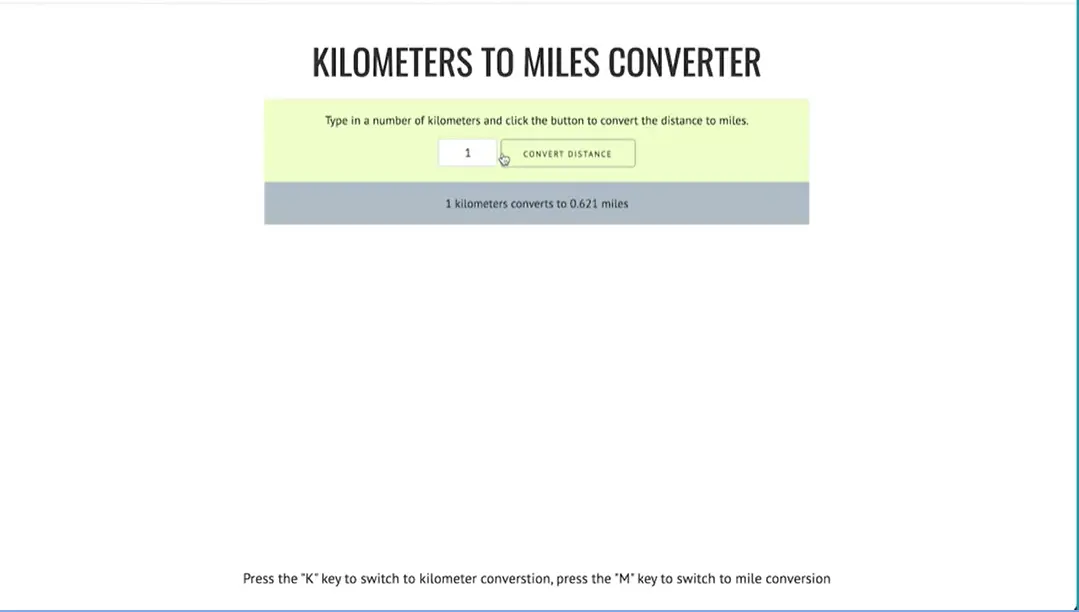 KILOMETERS TO MILES CONVERTER
Type in a number of kilometers and click the button to convert the distance to miles.
1 CONVERT DISTANCE
1 kilometers converts to 0.621 miles
Press the "K" key to switch to kilometer converstion, press the "M" key to switch to mile conversion